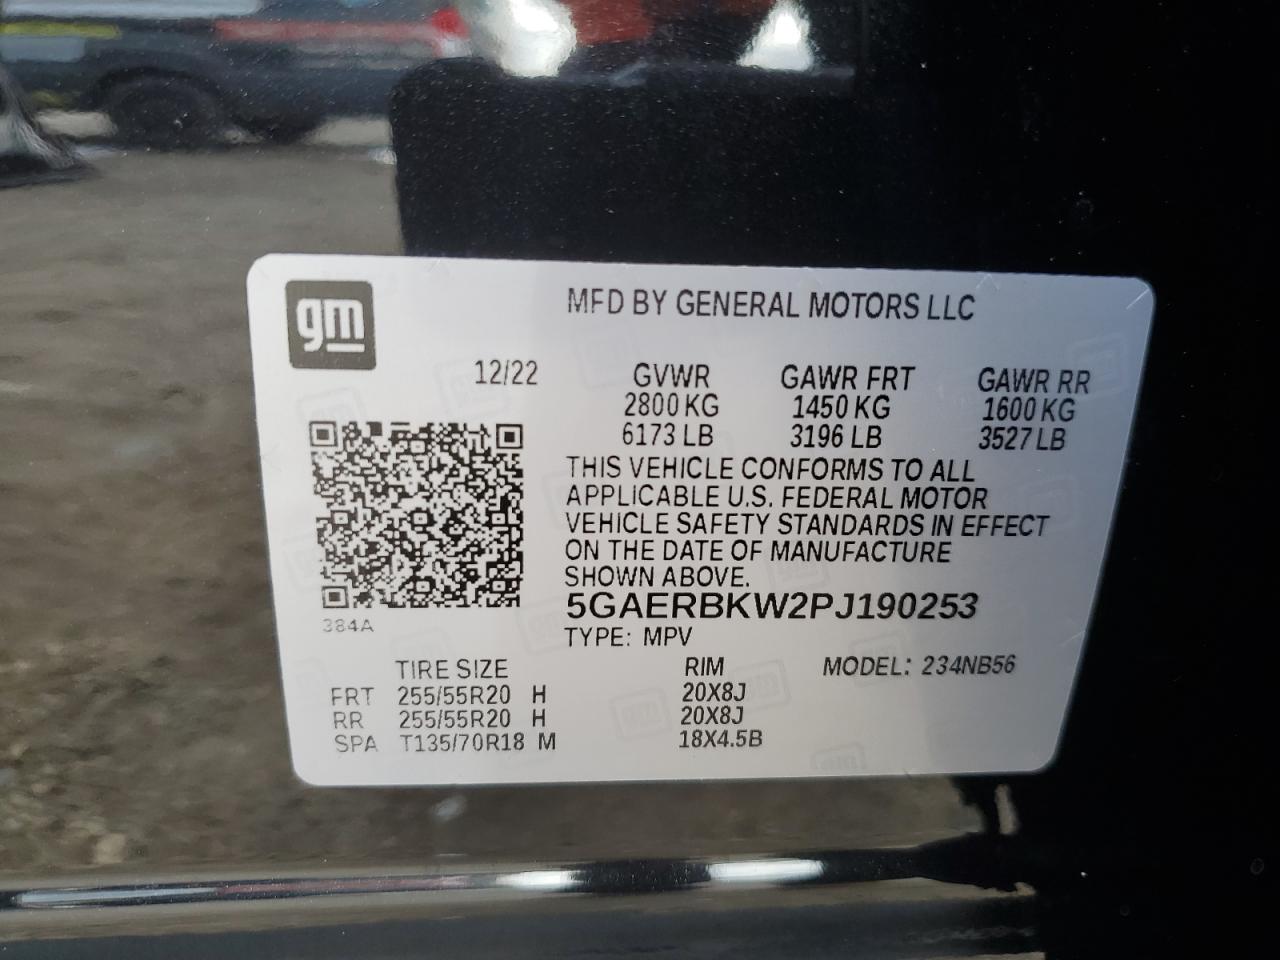 gm
MFD BY GENERAL MOTORS LLC
12/22 GVWR GAWR FRT GAWR RR
2800 KG 1450 KG 1600 KG
6173 LB 3196 LB 3527 LB
THIS VEHICLE CONFORMS TO ALL
APPLICABLE U.S. FEDERAL MOTOR
VEHICLE SAFETY STANDARDS IN EFFECT
ON THE DATE OF MANUFACTURE
SHOWN ABOVE.
5GAERBKW2PJ190253
384A
TYPE: MPV
TIRE SIZE RIM MODEL: 234NB56
FRT 255/55R20 H 20X8J
RR 255/55R20 H 20X8J
SPA T135/70R18 M 18X4.5B